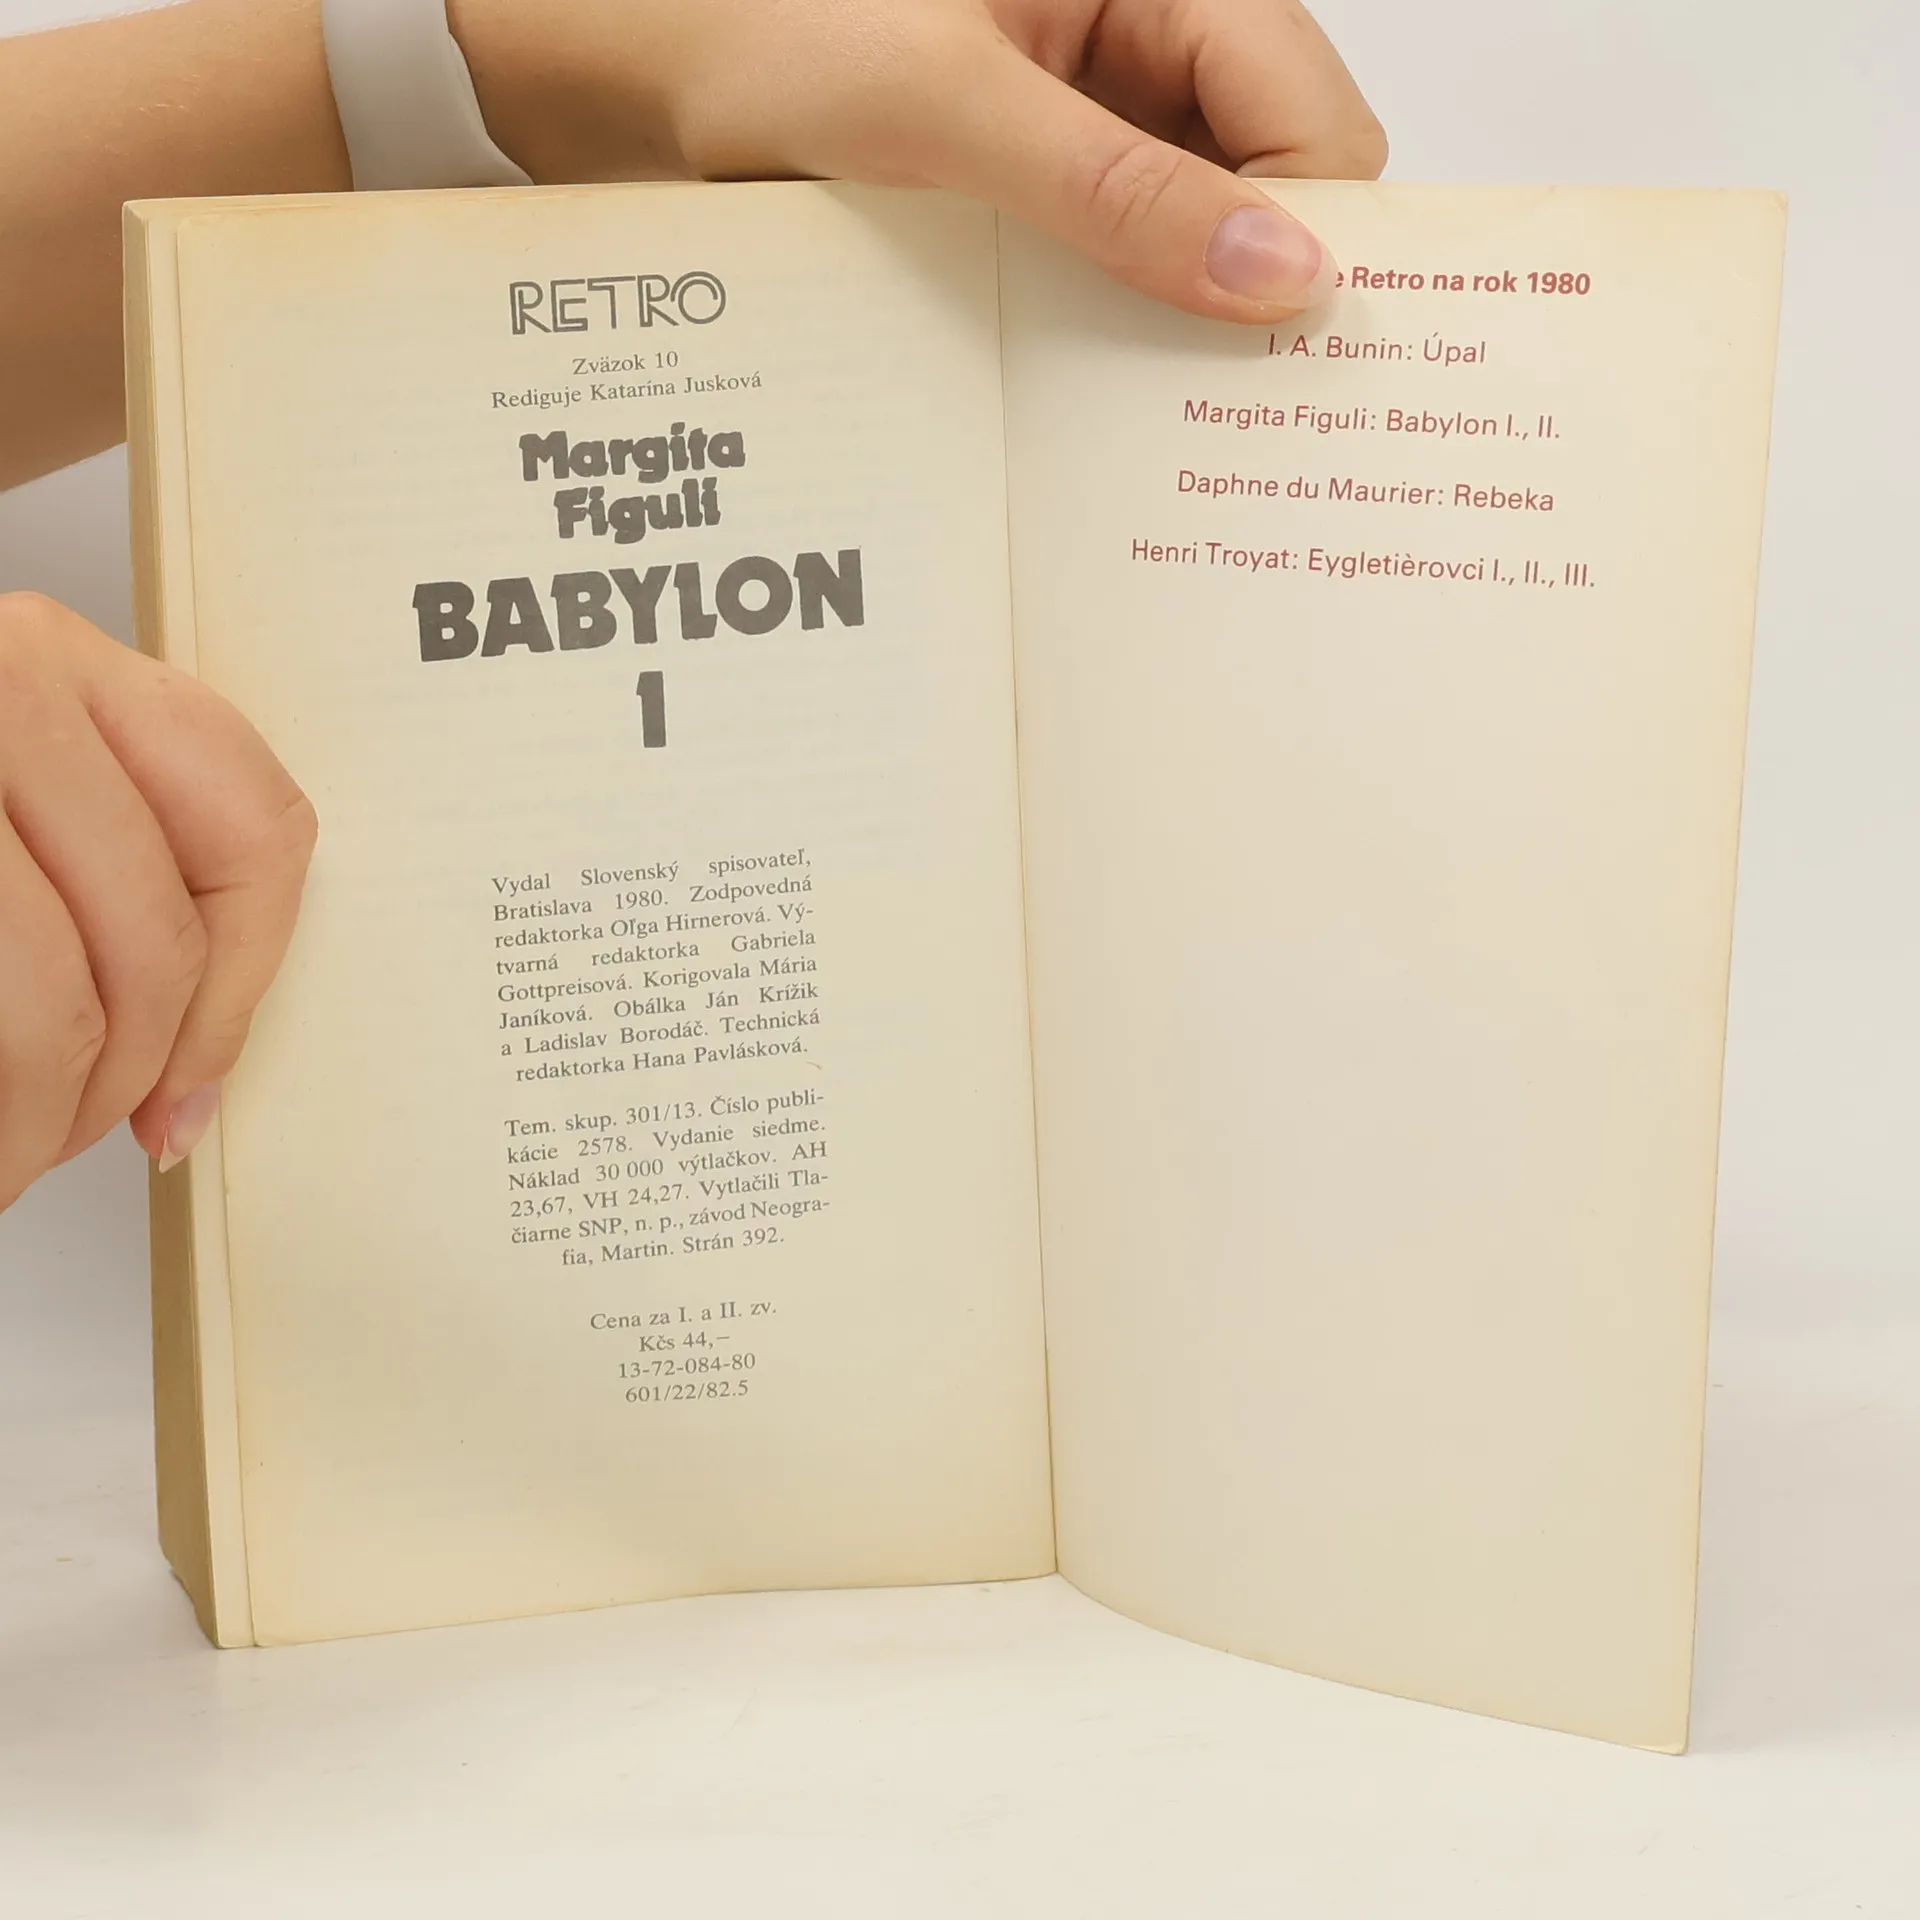 RETRO
Zväzok 10
Rediguje Katarína Jusková
Margita
Figuli
BABYLON
1
Vydal Slovenský spisovateľ,
Bratislava 1980. Zodpovedná
redaktorka Oľga Hirnerová. Vý-
tvarná redaktorka Gabriela
Gottpreisová. Korigovala Mária
Janíková. Obálka Ján Krížik
a Ladislav Borodáč. Technická
redaktorka Hana Pavlásková.
Tem. skup. 301/13. Číslo publi-
kácie 2578. Vydanie siedme.
Náklad 30 000 výtlačkov. AH
23,67, VH 24,27. Vytlačili Tla-
čiarne SNP, n. p., závod Neogra-
fia, Martin. Strán 392.
Cena za I. a II. zv.
Kčs 44,–
13-72-084-80
601/22/82.5
Retro na rok 1980
I. A. Bunin: Úpal
Margita Figuli: Babylon I., II.
Daphne du Maurier: Rebeka
Henri Troyat: Eygletièrovci I., II., III.